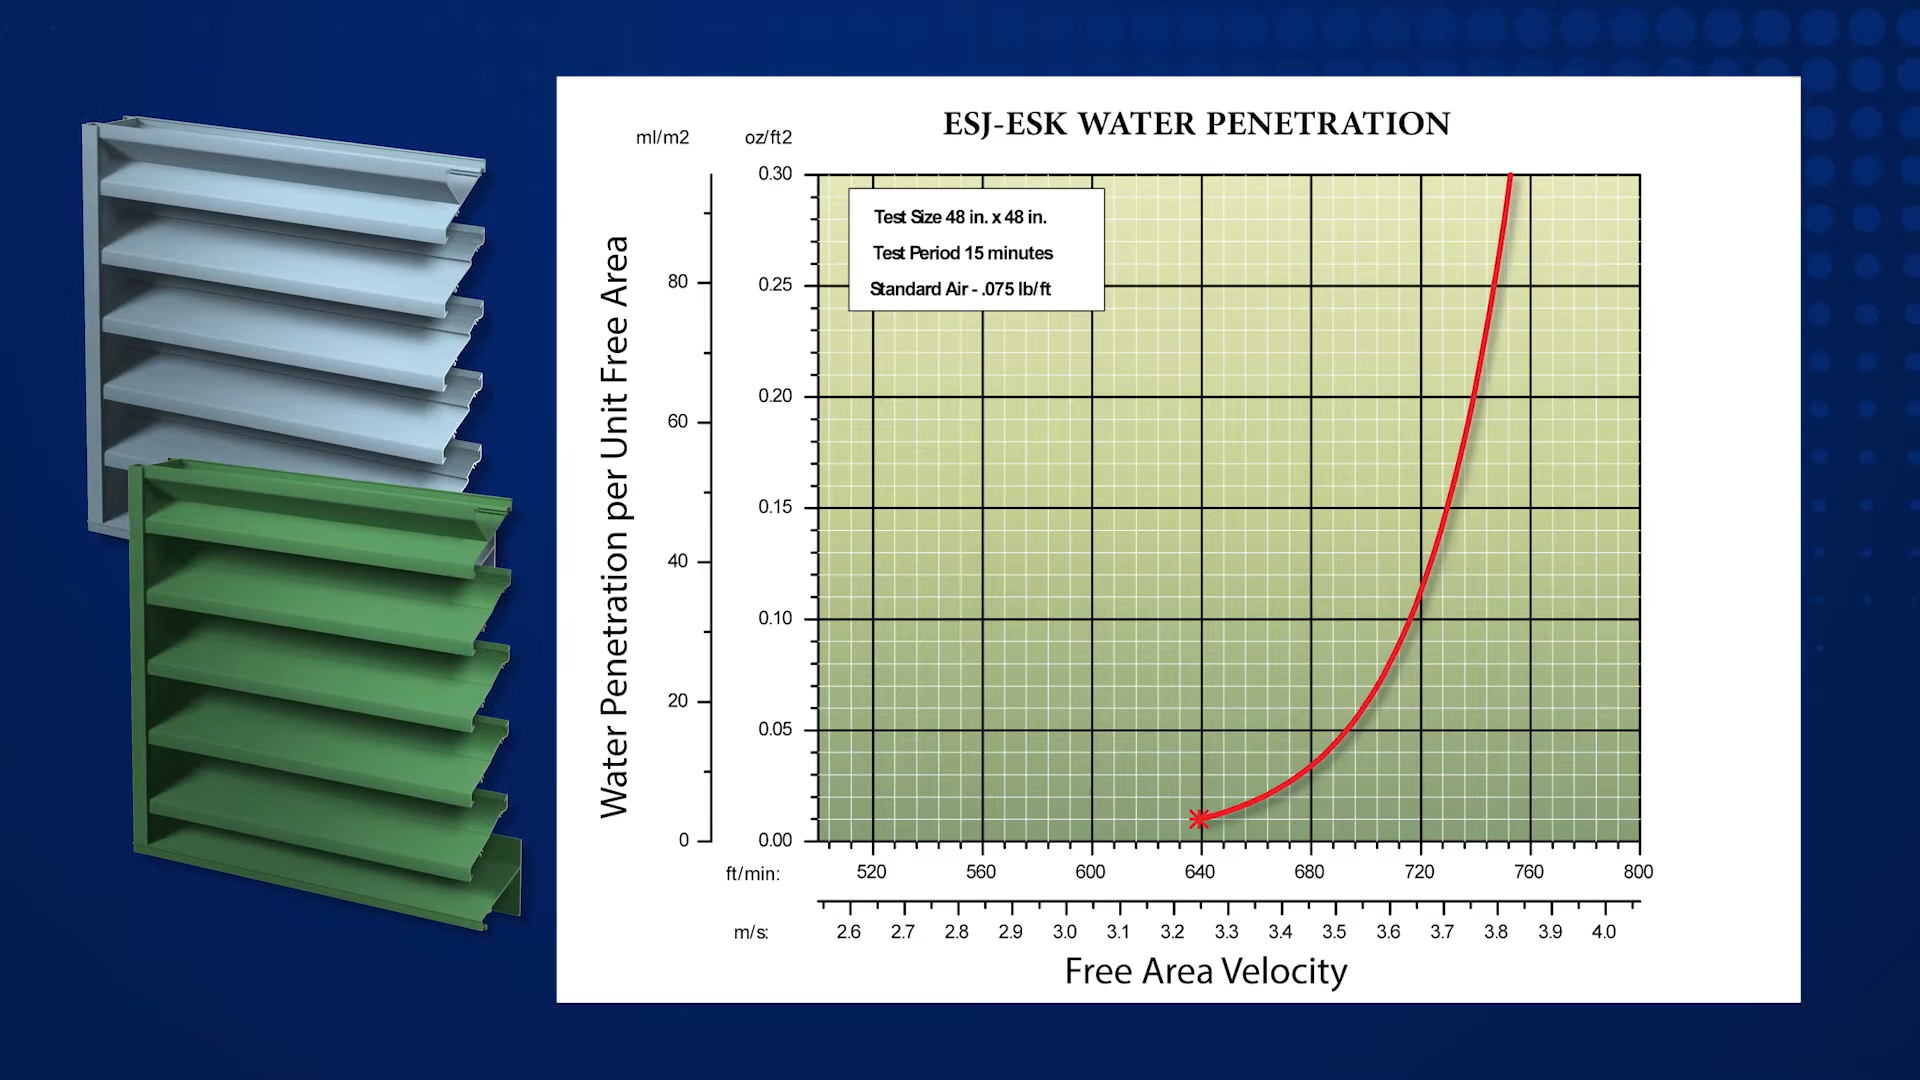 ESJ-ESK WATER PENETRATION
ml/m2
oz/ft2
Test Size 48 in. x 48 in.
Test Period 15 minutes
Standard Air - .075 lb/ft
Water Penetration per Unit Free Area
80
60
40
20
0
0.30
0.25
0.20
0.15
0.10
0.05
0.00
ft/min: 520 560 600 640 680 720 760 800
m/s: 2.6 2.7 2.8 2.9 3.0 3.1 3.2 3.3 3.4 3.5 3.6 3.7 3.8 3.9 4.0
Free Area Velocity